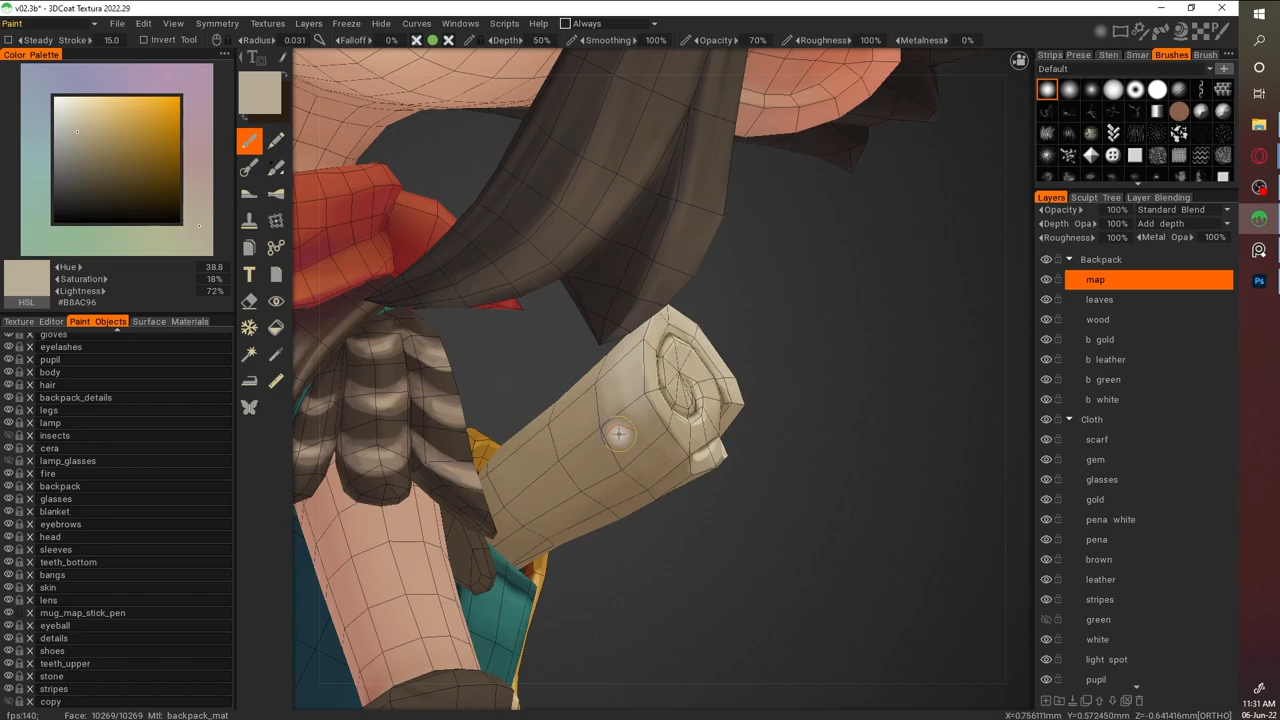 v02.3b* - 3DCoat Textura 2022.29
Paint File Edit View Symmetry Textures Layers Freeze Hide Curves Windows Scripts Help Always
Steady Stroke 15.0 Invert Tool Radius 0.031 Falloff 0% Depth 50% Smoothing 100% Opacity 70% Roughness 100% Metalness 0%
Color Palette
Strips Prese Sten Smar Brushes Brush
Default
Layers Sculpt Tree Layer Blending
Opacity 100% Standard Blend
Depth Opa 100% Add depth
Roughness 100% Metal Opa 100%
Hue 38.8
Saturation 18%
Lightness 72%
HSL #B8AC96
Texture Editor Paint Objects Surface Materials
gloves
eyelashes
pupil
body
hair
backpack_details
legs
lamp
insects
cera
lamp_glasses
fire
backpack
glasses
blanket
eyebrows
head
sleeves
teeth_bottom
bangs
skin
lens
mug_map_stick_pen
eyeball
details
shoes
teeth_upper
stone
stripes
copy
Backpack
map
leaves
wood
b gold
b leather
b green
b white
Cloth
scarf
gem
glasses
gold
pena white
pena
brown
leather
stripes
green
white
light spot
pupil
fps:140; Face: 10269/10269 Mtl: backpack_mat
X=0.756111mm Y=0.572450mm Z=-0.641416mm [ORTHO]
11:31 AM
06-Jun-22